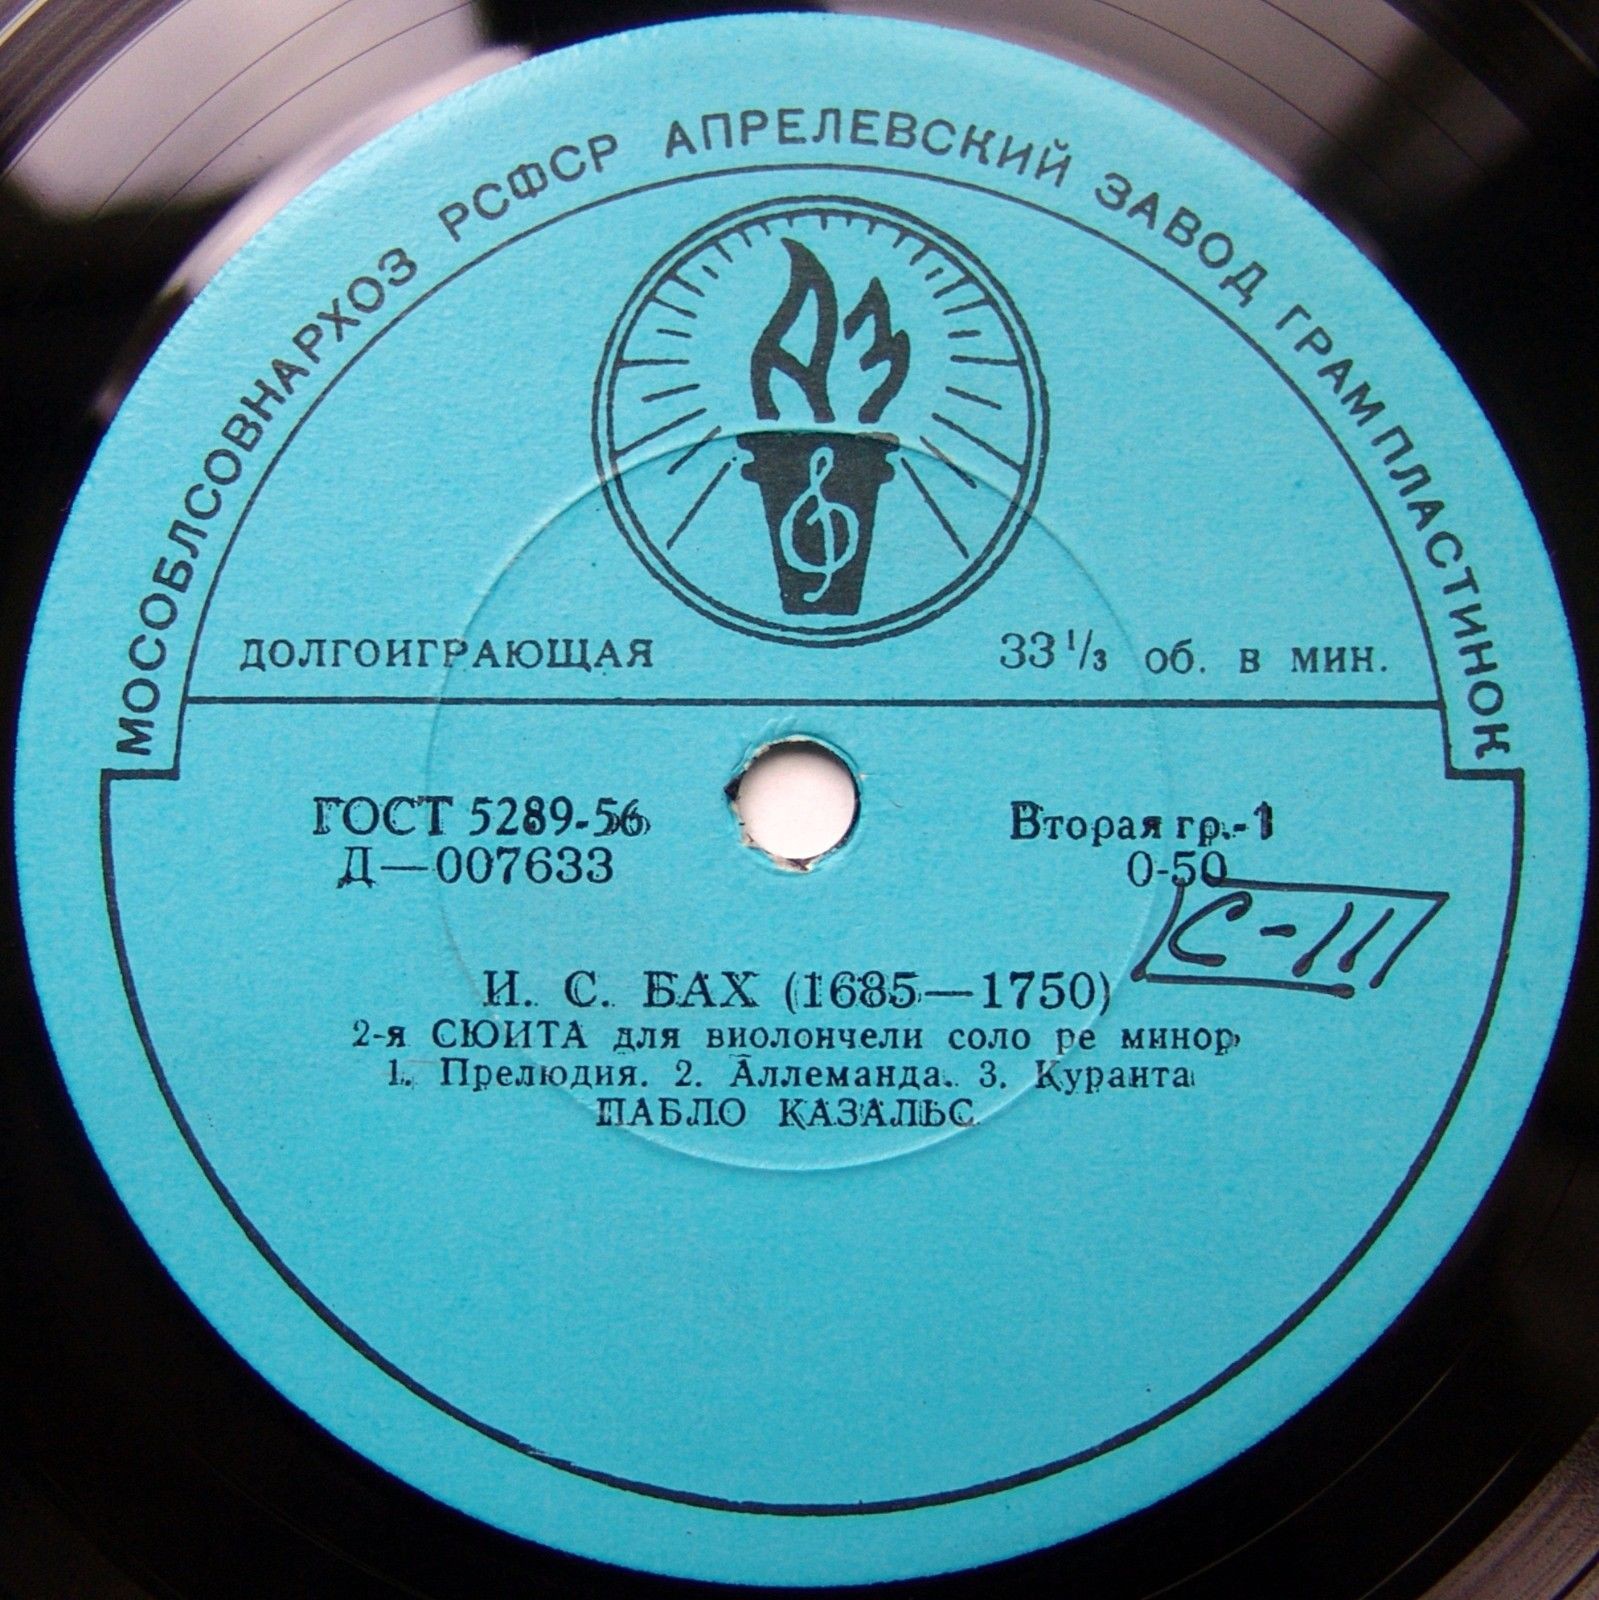 МОСОБЛСОВНАРХОЗ РСФСР АПРЕЛЕВСКИЙ ЗАВОД ГРАМПЛАСТИНОК
АЗ
ДОЛГОИГРАЮЩАЯ 33 1/3 об. в мин.
ГОСТ 5289-56 Вторая гр.-1
Д—007633 0-50
С-11
И. С. БАХ (1685—1750)
2-я СЮИТА для виолончели соло ре минор
1. Прелюдия. 2. Аллеманда. 3. Куранта
ПАБЛО КАЗАЛЬС